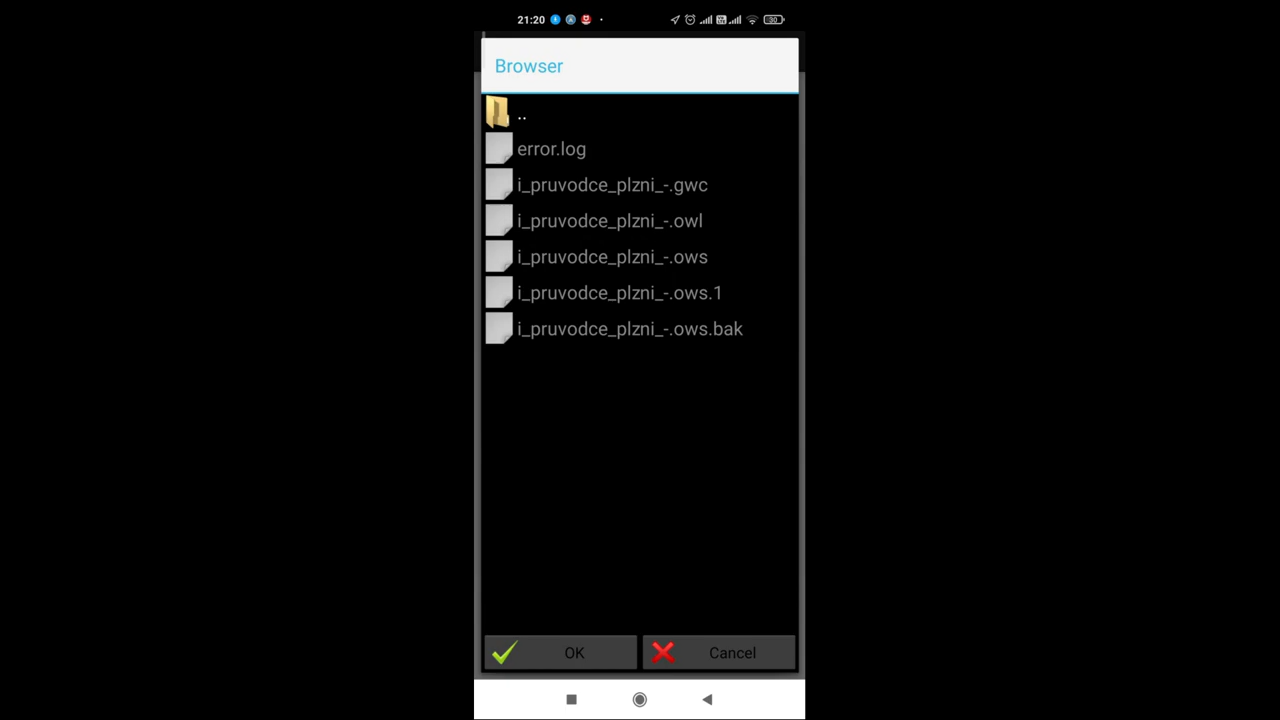 21:20
30
Browser
..
error.log
i_pruvodce_plzni_-.gwc
i_pruvodce_plzni_-.owl
i_pruvodce_plzni_-.ows
i_pruvodce_plzni_-.ows.1
i_pruvodce_plzni_-.ows.bak
OK
Cancel